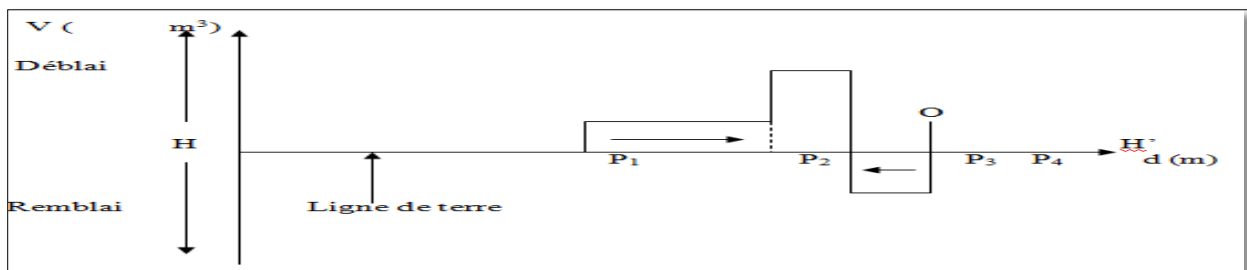 V ( m³)
Déblai
O
H
H'
P₁ P₂ P₃ P₄ d (m)
Remblai
Ligne de terre